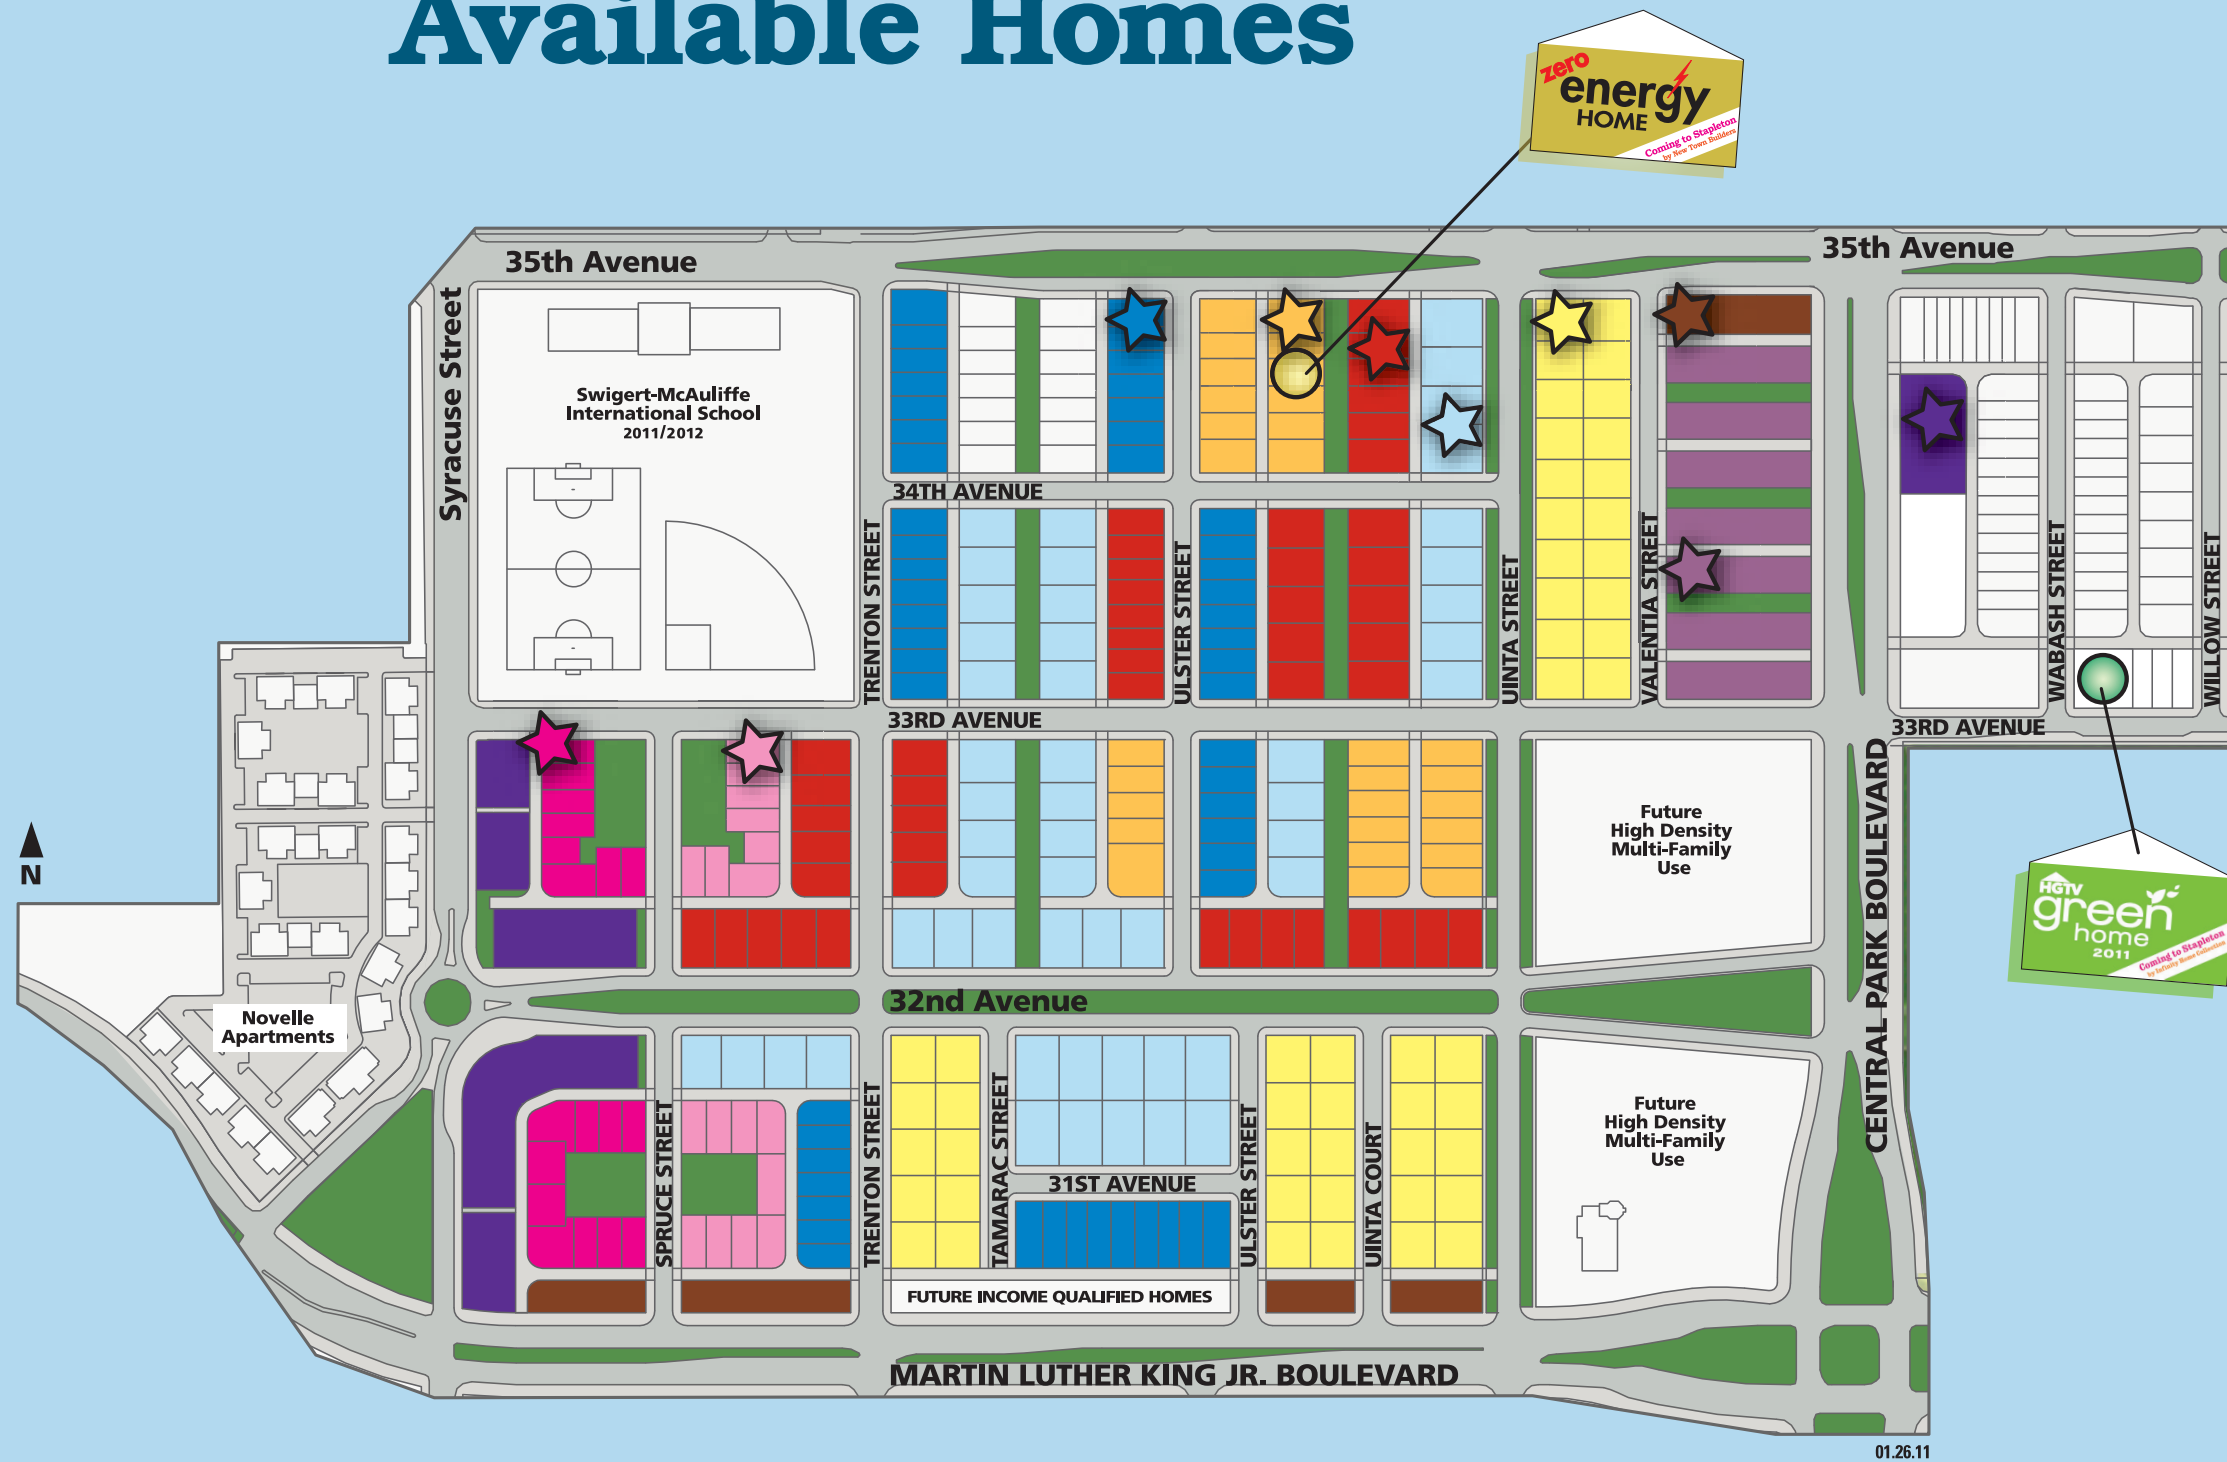 Available Homes
zero
energy
HOME
Coming to Stapleton
by New Town Builders
35th Avenue
35th Avenue
Syracuse Street
Swigert-McAuliffe
International School
2011/2012
34TH AVENUE
TRENTON STREET
ULSTER STREET
UINTA STREET
VALENTIA STREET
WABASH STREET
WILLOW STREET
33RD AVENUE
33RD AVENUE
CENTRAL PARK BOULEVARD
Future
High Density
Multi-Family
Use
N
HGTV
green
home
2011
Coming to Stapleton
by Infinity Home Collection
Novelle
Apartments
32nd Avenue
SPRUCE STREET
TRENTON STREET
TAMARAC STREET
31ST AVENUE
ULSTER STREET
UINTA COURT
Future
High Density
Multi-Family
Use
FUTURE INCOME QUALIFIED HOMES
MARTIN LUTHER KING JR. BOULEVARD
01.26.11